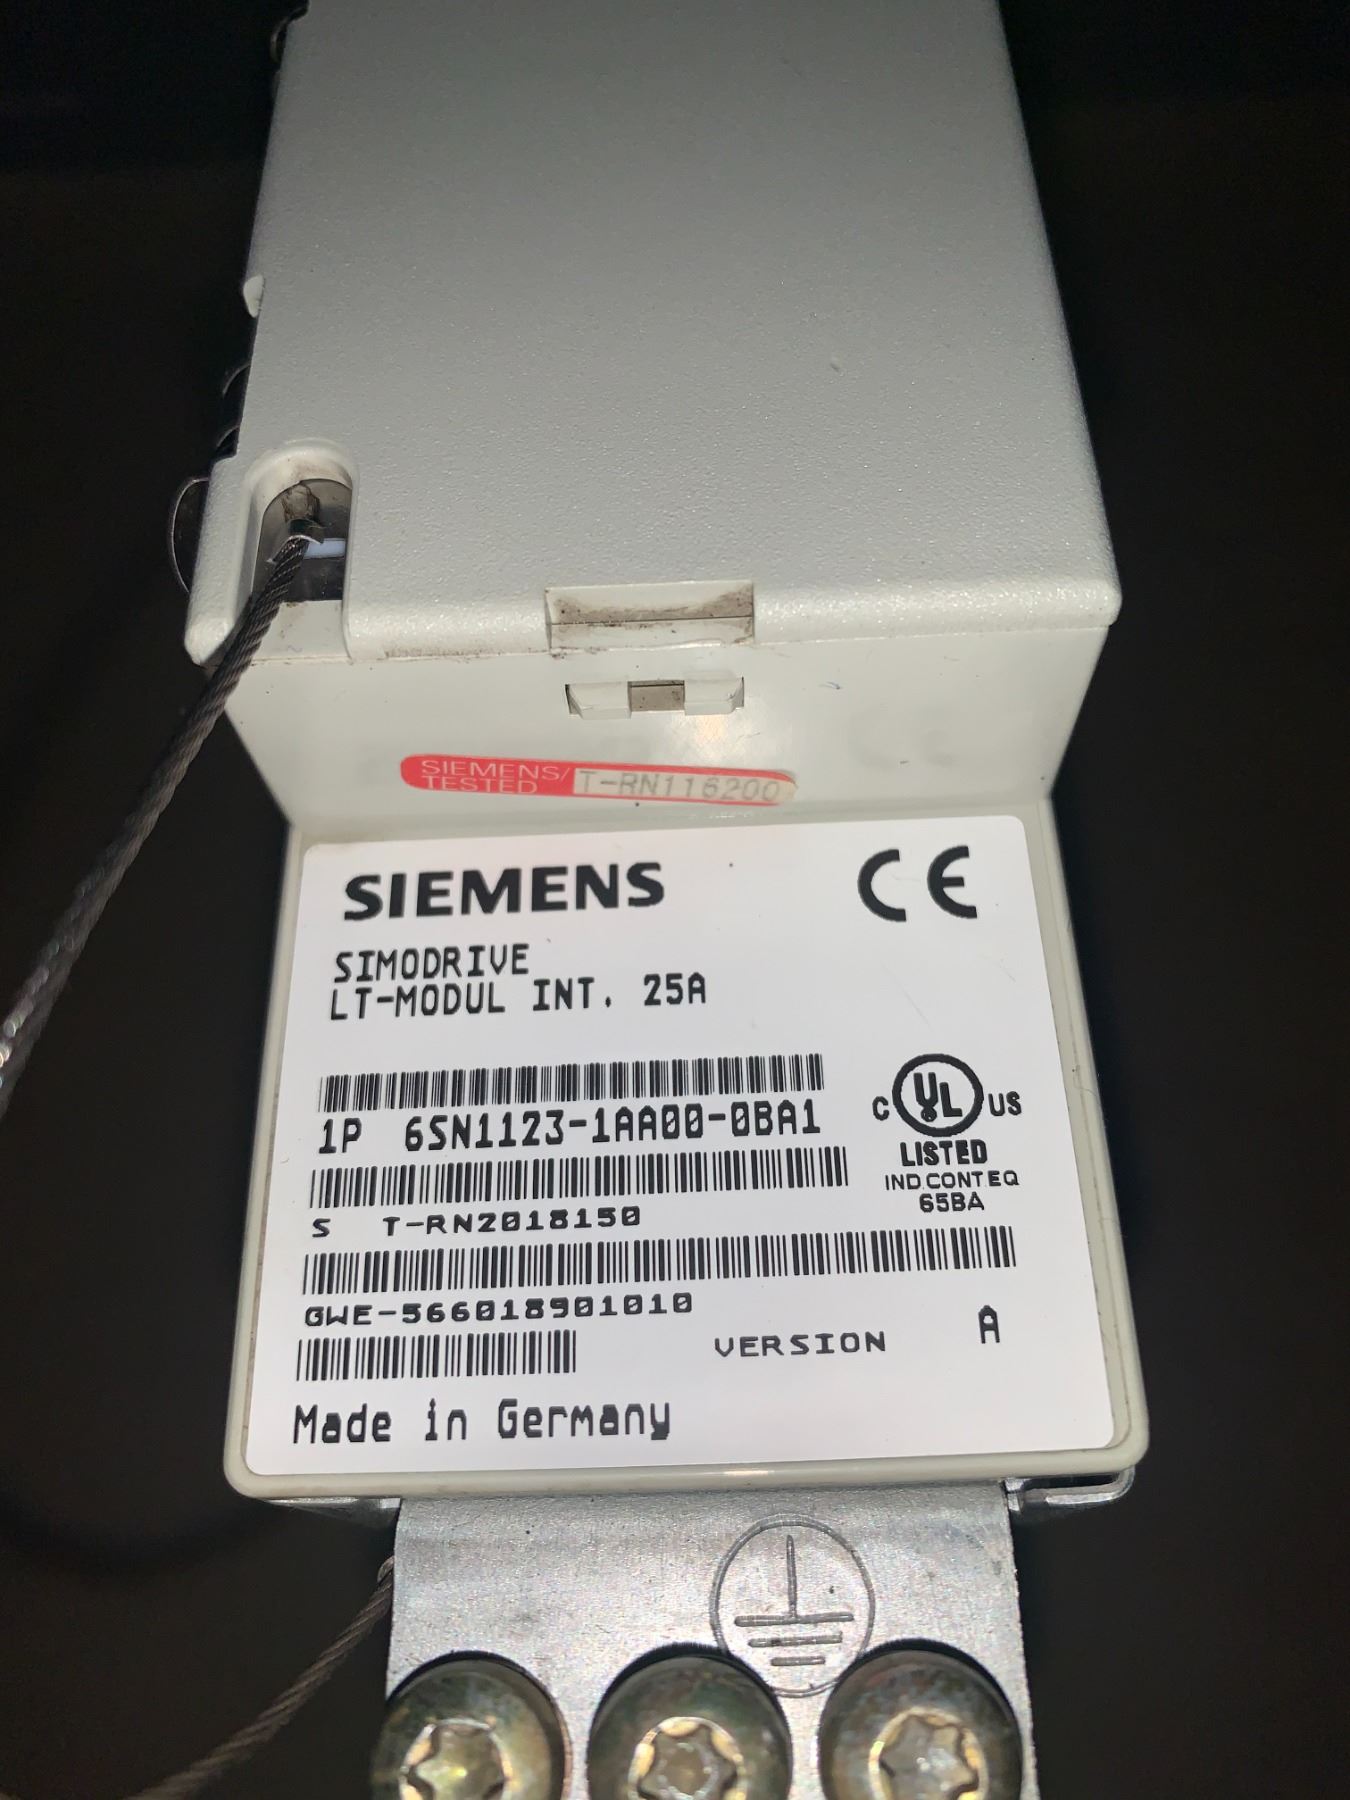 SIEMENS/
TESTED T-RN116200
SIEMENS CE
SIMODRIVE
LT-MODUL INT. 25A
1P 6SN1123-1AA00-0BA1
C UL US
LISTED
IND.CONT.EQ
65BA
S T-RN2018150
GWE-566018901010
VERSION A
Made in Germany